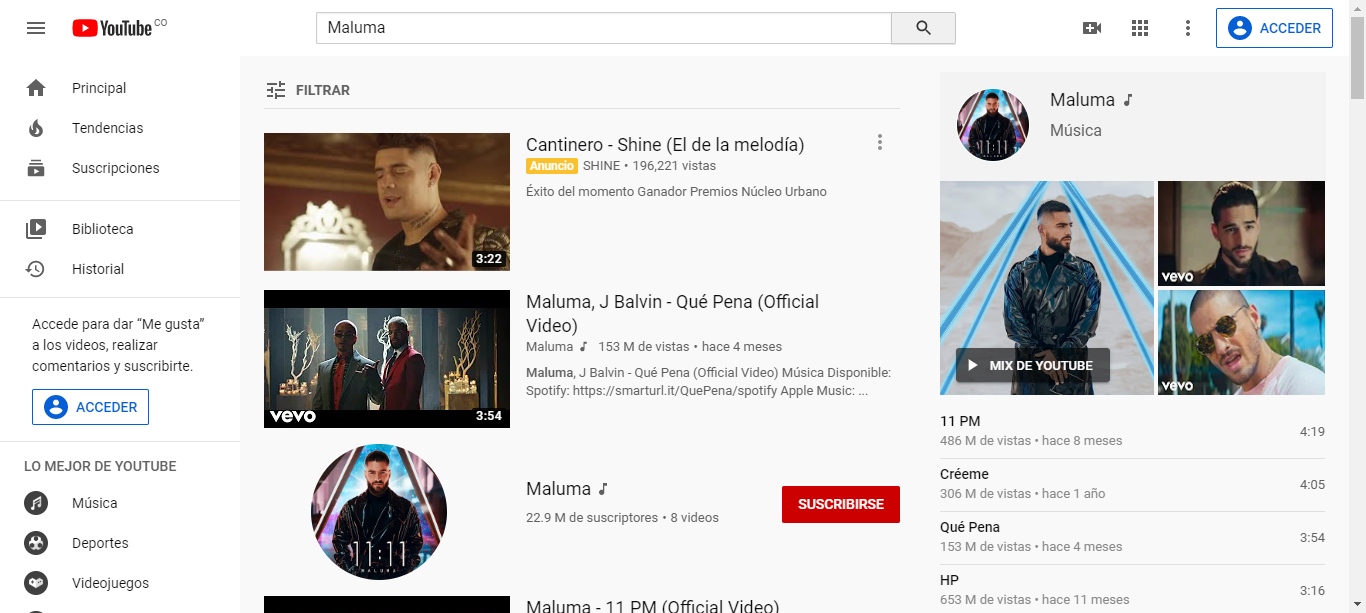 YouTube CO
Maluma
ACCEDER
Principal
Tendencias
Suscripciones
Biblioteca
Historial
Accede para dar “Me gusta”
a los videos, realizar
comentarios y suscribirte.
ACCEDER
LO MEJOR DE YOUTUBE
Música
Deportes
Videojuegos
FILTRAR
3:22
Cantinero - Shine (El de la melodía)
Anuncio SHINE • 196,221 vistas
Éxito del momento Ganador Premios Núcleo Urbano
vevo
3:54
Maluma, J Balvin - Qué Pena (Official
Video)
Maluma 153 M de vistas • hace 4 meses
Maluma, J Balvin - Qué Pena (Official Video) Música Disponible:
Spotify: https://smarturl.it/QuePena/spotify Apple Music: ...
11:11
MALUMA
Maluma
22.9 M de suscriptores • 8 videos
SUSCRIBIRSE
Maluma - 11 PM (Official Video)
11:11
Maluma
Música
MIX DE YOUTUBE
vevo
vevo
11 PM
486 M de vistas • hace 8 meses
4:19
Créeme
306 M de vistas • hace 1 año
4:05
Qué Pena
153 M de vistas • hace 4 meses
3:54
HP
653 M de vistas • hace 11 meses
3:16